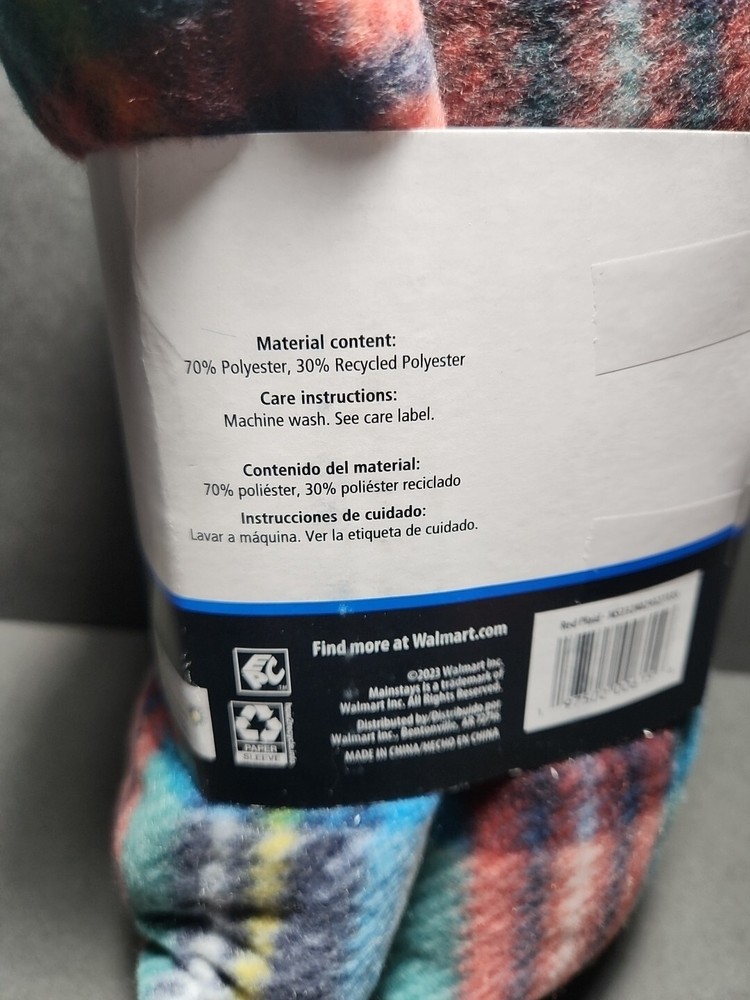 Material content:
70% Polyester, 30% Recycled Polyester
Care instructions:
Machine wash. See care label.
Contenido del material:
70% poliéster, 30% poliéster reciclado
Instrucciones de cuidado:
Lavar a máquina. Ver la etiqueta de cuidado.
Find more at Walmart.com
©2023 Walmart Inc.
Mainstays is a trademark of
Walmart Inc. All Rights Reserved.
Distributed by/Distribuido por
Walmart Inc., Bentonville, AR 72716
MADE IN CHINA/HECHO EN CHINA
PAPER
SLEEVE
Red Plaid